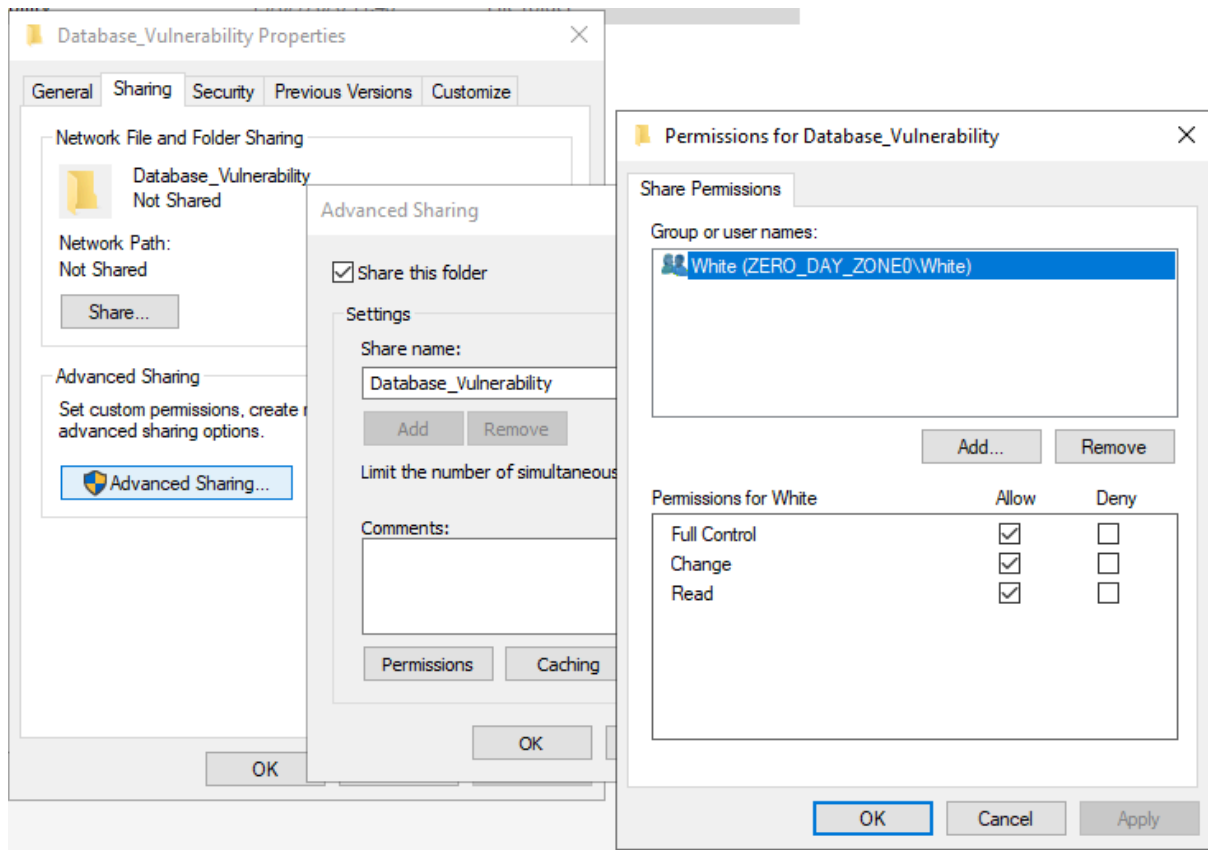 Database_Vulnerability Properties
General
Sharing
Security
Previous Versions
Customize
Network File and Folder Sharing
Database_Vulnerability
Not Shared
Network Path:
Not Shared
Share...
Advanced Sharing
Set custom permissions, create
advanced sharing options.
Advanced Sharing...
OK
Advanced Sharing
Share this folder
Settings
Share name:
Database_Vulnerability
Add
Remove
Limit the number of simultaneous
Comments:
Permissions
Caching
OK
Permissions for Database_Vulnerability
Share Permissions
Group or user names:
White (ZERO_DAY_ZONE0\White)
Add...
Remove
Permissions for White
Allow
Deny
Full Control
Change
Read
OK
Cancel
Apply